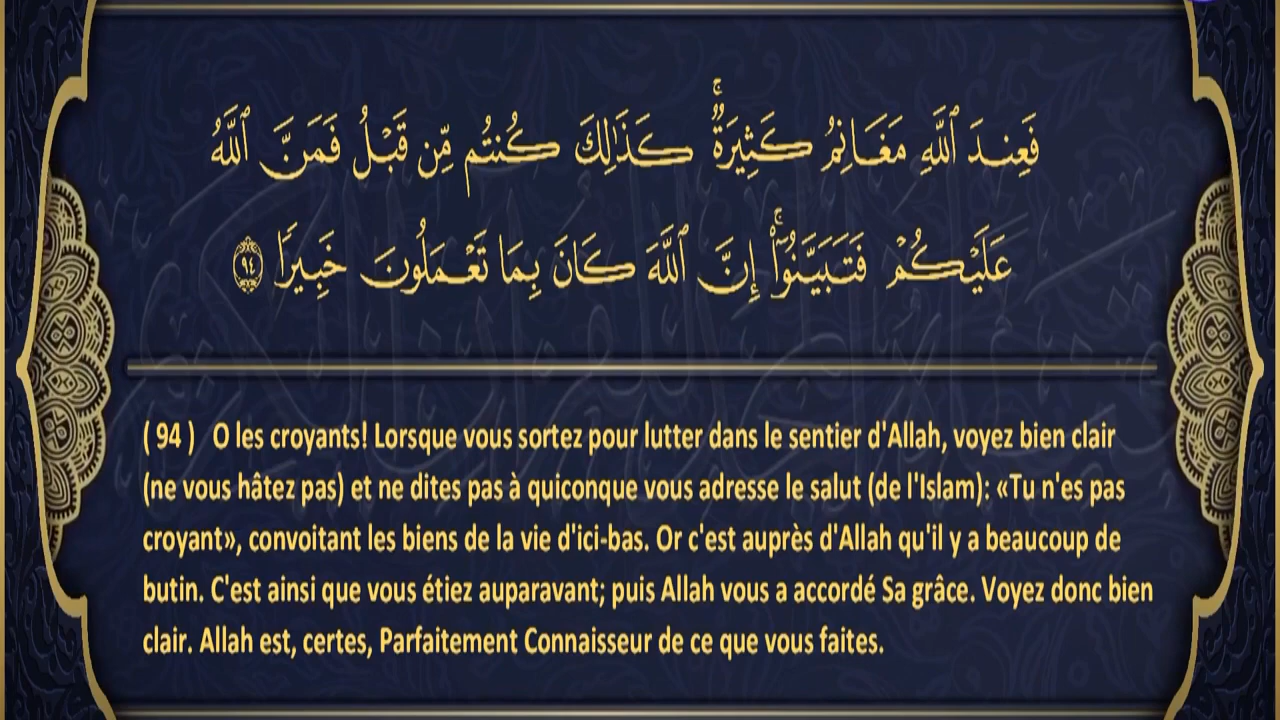 فَعِندَ ٱللَّهِ مَغَانِمُ كَثِيرَةٌۚ كَذَٰلِكَ كُنتُم مِّن قَبْلُ فَمَنَّ ٱللَّهُ
عَلَيْكُمْ فَتَبَيَّنُوٓاْۚ إِنَّ ٱللَّهَ كَانَ بِمَا تَعْمَلُونَ خَبِيرًا ٩٤
( 94 ) O les croyants! Lorsque vous sortez pour lutter dans le sentier d'Allah, voyez bien clair
(ne vous hâtez pas) et ne dites pas à quiconque vous adresse le salut (de l'Islam): «Tu n'es pas
croyant», convoitant les biens de la vie d'ici-bas. Or c'est auprès d'Allah qu'il y a beaucoup de
butin. C'est ainsi que vous étiez auparavant; puis Allah vous a accordé Sa grâce. Voyez donc bien
clair. Allah est, certes, Parfaitement Connaisseur de ce que vous faites.